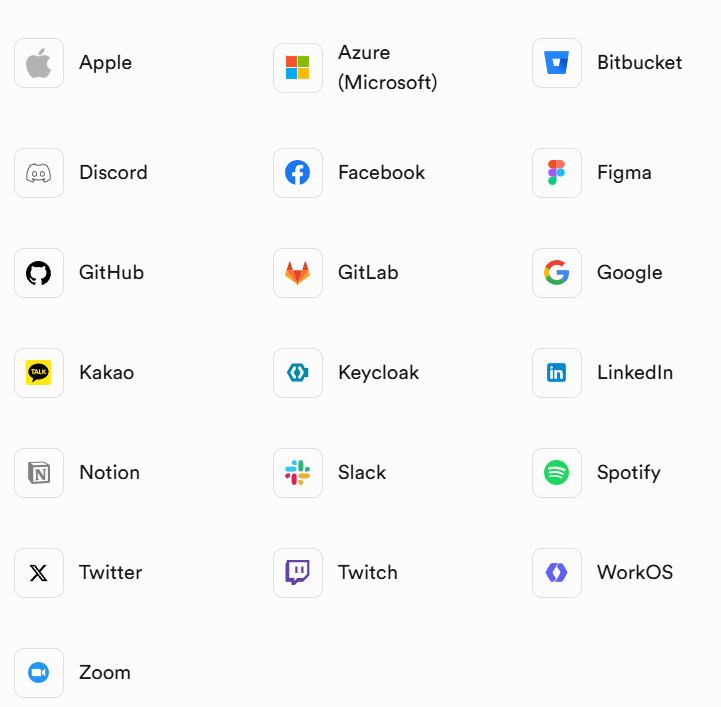 Apple
Azure
(Microsoft)
Bitbucket
Discord
Facebook
Figma
GitHub
GitLab
Google
TALK
Kakao
Keycloak
in
LinkedIn
N
Notion
Slack
Spotify
X
Twitter
Twitch
WorkOS
Zoom